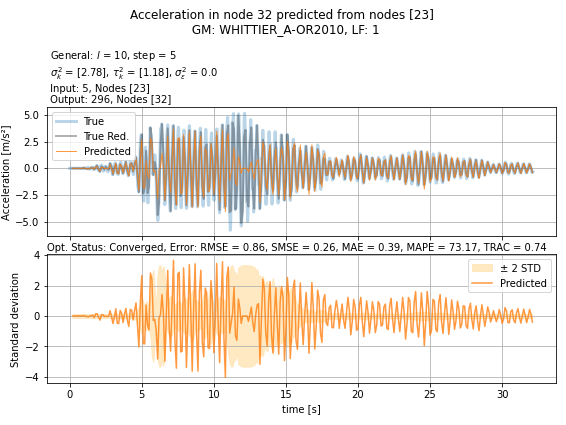 Acceleration in node 32 predicted from nodes [23]
GM: WHITTIER_A-OR2010, LF: 1
General: l = 10, step = 5
σ²ₖ = [2.78], τ²ₖ = [1.18], σ²ε = 0.0
Input: 5, Nodes [23]
Output: 296, Nodes [32]
Acceleration [m/s²]
5.0
2.5
0.0
−2.5
−5.0
True
True Red.
Predicted
Opt. Status: Converged, Error: RMSE = 0.86, SMSE = 0.26, MAE = 0.39, MAPE = 73.17, TRAC = 0.74
Standard deviation
4
2
0
−2
−4
± 2 STD
Predicted
0 5 10 15 20 25 30
time [s]